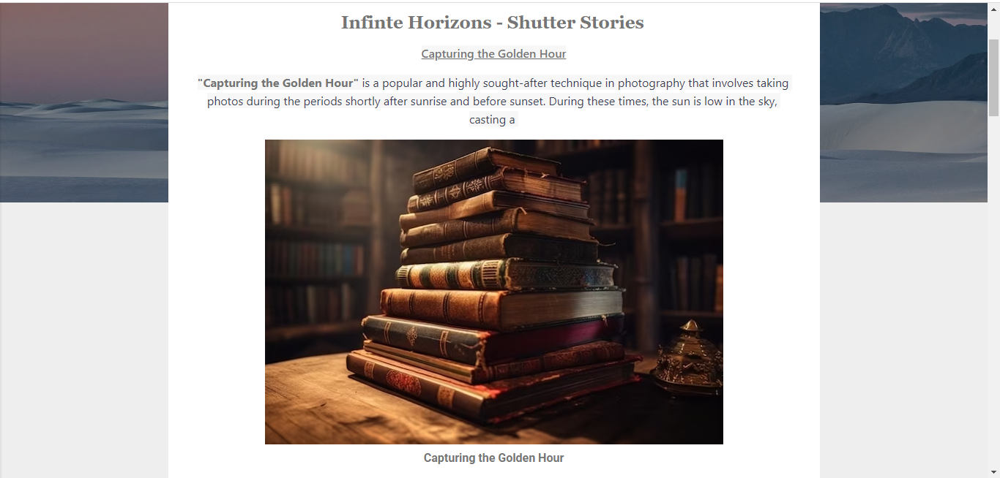 Infinte Horizons - Shutter Stories
Capturing the Golden Hour
"Capturing the Golden Hour" is a popular and highly sought-after technique in photography that involves taking
photos during the periods shortly after sunrise and before sunset. During these times, the sun is low in the sky,
casting a
Capturing the Golden Hour